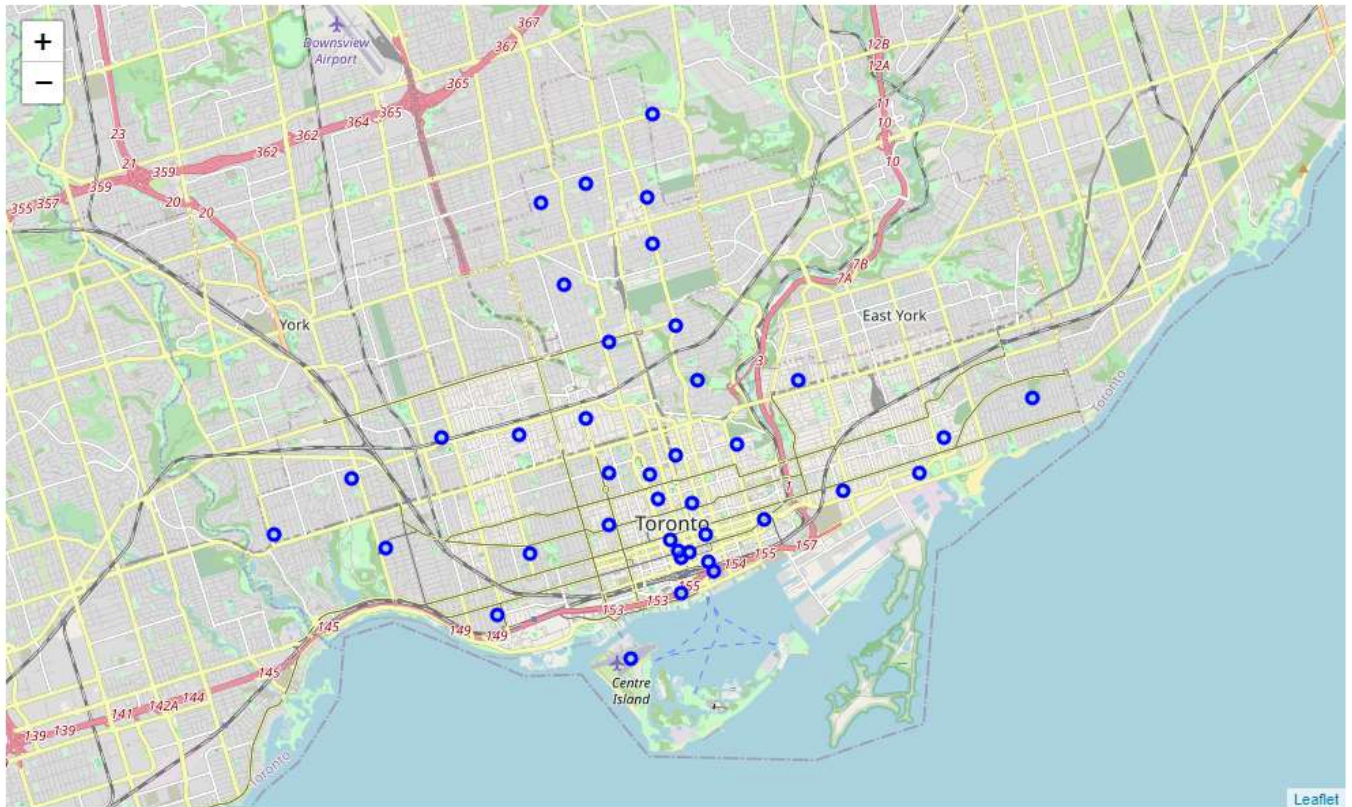 +
−
Downsview
Airport
367
367
365
365
364
362
362
359
359
23
21
20
20
355
357
12B
12A
11
10
10
7B
7A
3
1
York
East York
Toronto
Toronto
157
155
154
155
153
153
149
149
145
145
144
142A
141
139
139
Centre
Island
Toronto
Leaflet